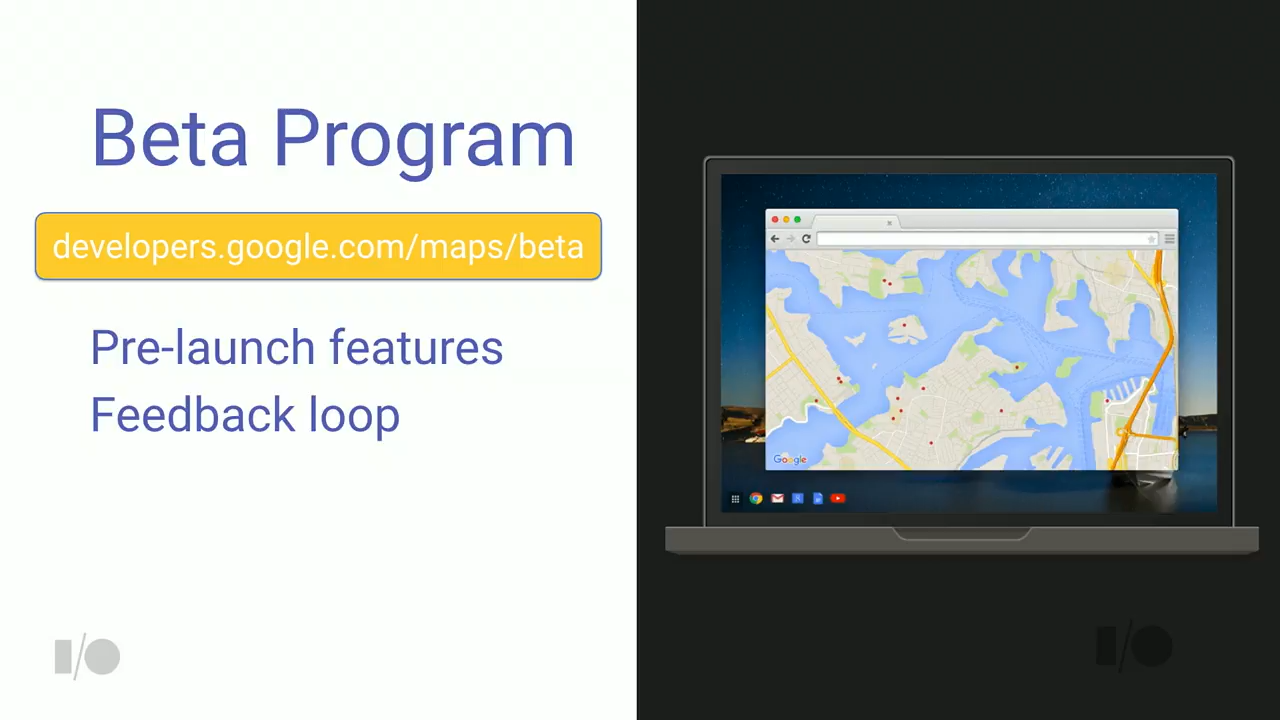 Beta Program
developers.google.com/maps/beta
Pre-launch features
Feedback loop
I/O
Google
I/O